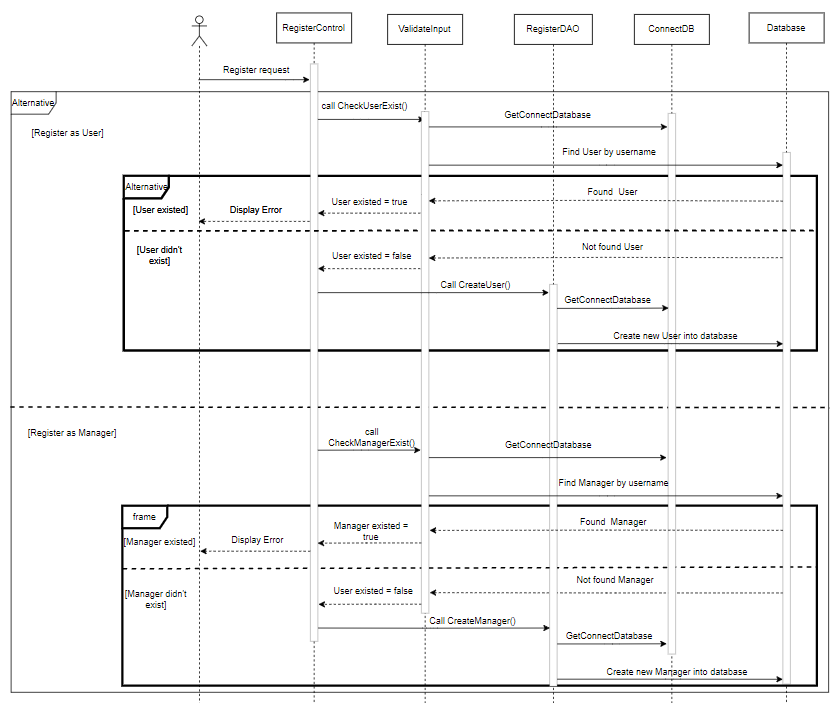 RegisterControl
ValidateInput
RegisterDAO
ConnectDB
Database
Register request
Alternative
call CheckUserExist()
GetConnectDatabase
[Register as User]
Find User by username
Alternative
Found User
User existed = true
[User existed]
Display Error
Not found User
[User didn't
exist]
User existed = false
Call CreateUser()
GetConnectDatabase
Create new User into database
[Register as Manager]
call
CheckManagerExist()
GetConnectDatabase
Find Manager by username
frame
Found Manager
Manager existed =
true
[Manager existed]
Display Error
Not found Manager
[Manager didn't
exist]
User existed = false
Call CreateManager()
GetConnectDatabase
Create new Manager into database